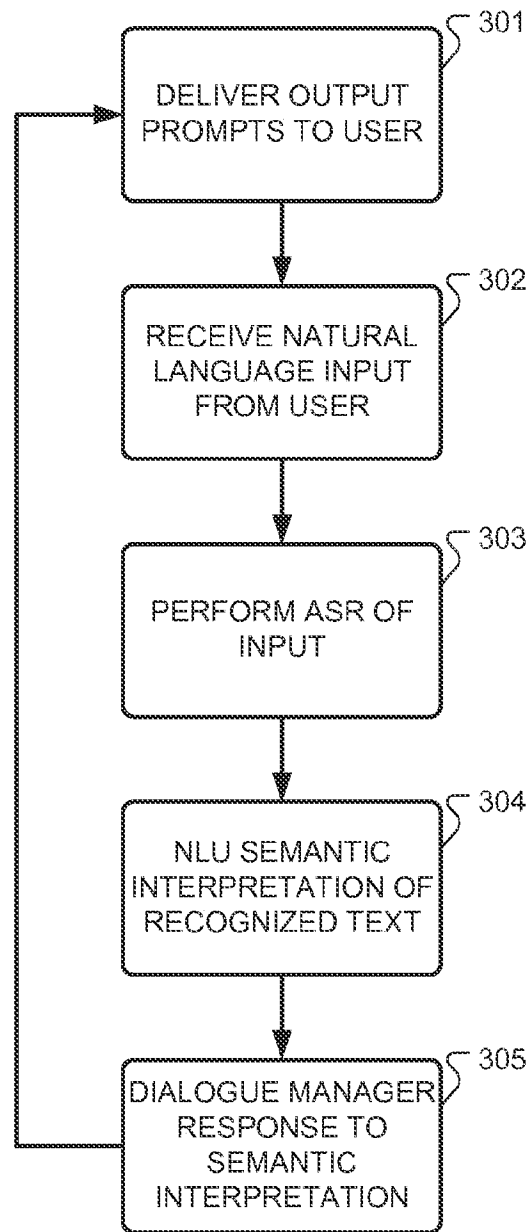 301
DELIVER OUTPUT
PROMPTS TO USER
302
RECEIVE NATURAL
LANGUAGE INPUT
FROM USER
303
PERFORM ASR OF
INPUT
304
NLU SEMANTIC
INTERPRETATION OF
RECOGNIZED TEXT
305
DIALOGUE MANAGER
RESPONSE TO
SEMANTIC
INTERPRETATION